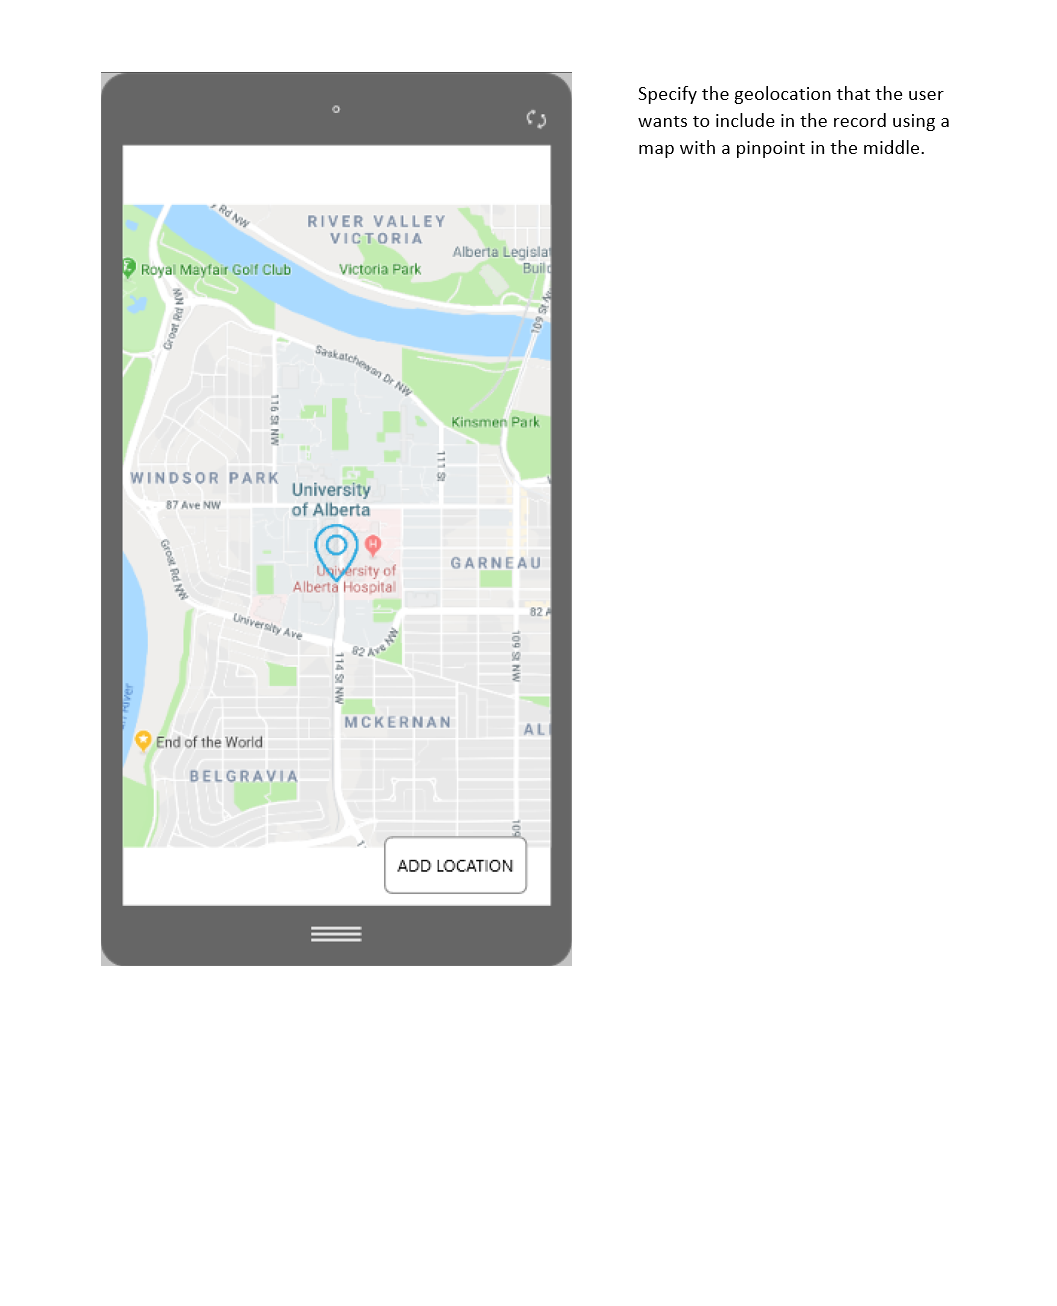 Specify the geolocation that the user
wants to include in the record using a
map with a pinpoint in the middle.
Rd NW
RIVER VALLEY
VICTORIA
Alberta Legislat
Build
Royal Mayfair Golf Club
Victoria Park
109 St NW
Groat Rd NW
Saskatchewan Dr NW
116 St NW
Kinsmen Park
111 St
WINDSOR PARK
University
of Alberta
87 Ave NW
H
University of
Alberta Hospital
GARNEAU
Groat Rd NW
82 A
University Ave
82 Ave NW
109 St NW
114 St NW
River
MCKERNAN
ALL
End of the World
BELGRAVIA
109
ADD LOCATION